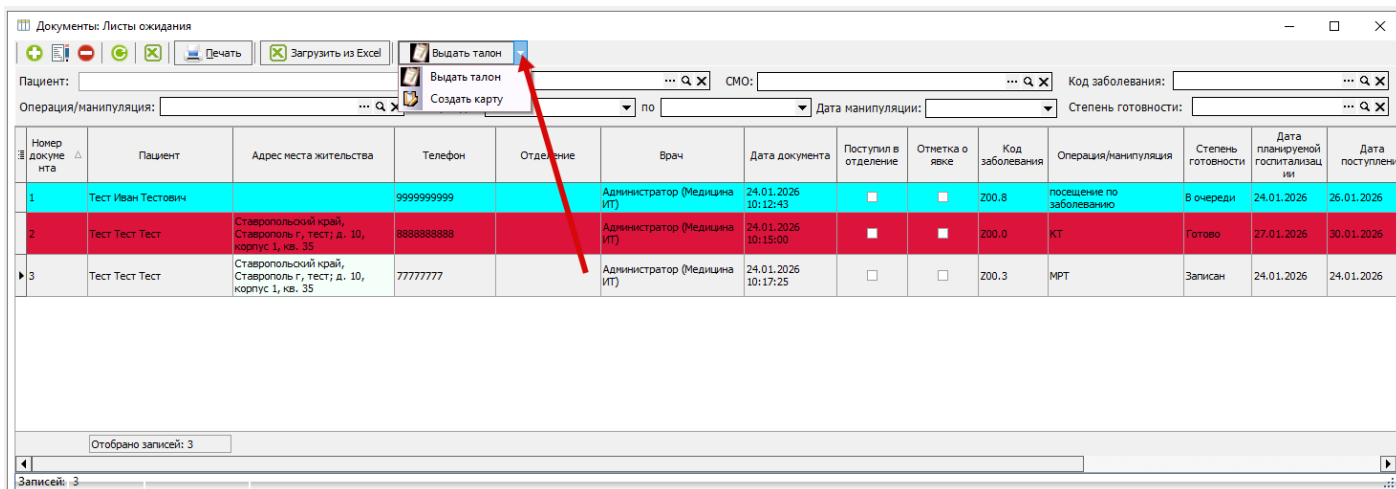 Документы: Листы ожидания
Печать Загрузить из Excel Выдать талон
Выдать талон
Создать карту
Пациент: СМО: Код заболевания:
Операция/манипуляция: по Дата манипуляции: Степень готовности:
Номер докуме нта Пациент Адрес места жительства Телефон Отделение Врач Дата документа Поступил в отделение Отметка о явке Код заболевания Операция/манипуляция Степень готовности Дата планируемой госпитализац ии Дата поступлени
1 Тест Иван Тестович 9999999999 Администратор (Медицина ИТ) 24.01.2026 10:12:43 Z00.8 посещение по заболеванию В очереди 24.01.2026 26.01.2026
2 Тест Тест Тест Ставропольский край, Ставрополь г, тест; д. 10, корпус 1, кв. 35 8888888888 Администратор (Медицина ИТ) 24.01.2026 10:15:00 Z00.0 КТ Готово 27.01.2026 30.01.2026
3 Тест Тест Тест Ставропольский край, Ставрополь г, тест; д. 10, корпус 1, кв. 35 77777777 Администратор (Медицина ИТ) 24.01.2026 10:17:25 Z00.3 МРТ Записан 24.01.2026 24.01.2026
Отобрано записей: 3
Записей: 3